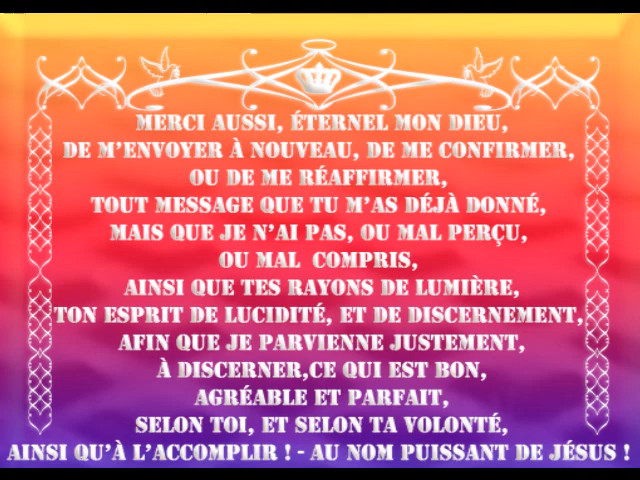 MERCI AUSSI, ÉTERNEL MON DIEU,
DE M'ENVOYER À NOUVEAU, DE ME CONFIRMER,
OU DE ME RÉAFFIRMER,
TOUT MESSAGE QUE TU M'AS DÉJÀ DONNÉ,
MAIS QUE JE N'AI PAS, OU MAL PERÇU,
OU MAL COMPRIS,
AINSI QUE TES RAYONS DE LUMIÈRE,
TON ESPRIT DE LUCIDITÉ, ET DE DISCERNEMENT,
AFIN QUE JE PARVIENNE JUSTEMENT,
À DISCERNER,CE QUI EST BON,
AGRÉABLE ET PARFAIT,
SELON TOI, ET SELON TA VOLONTÉ,
AINSI QU'À L'ACCOMPLIR ! - AU NOM PUISSANT DE JÉSUS !